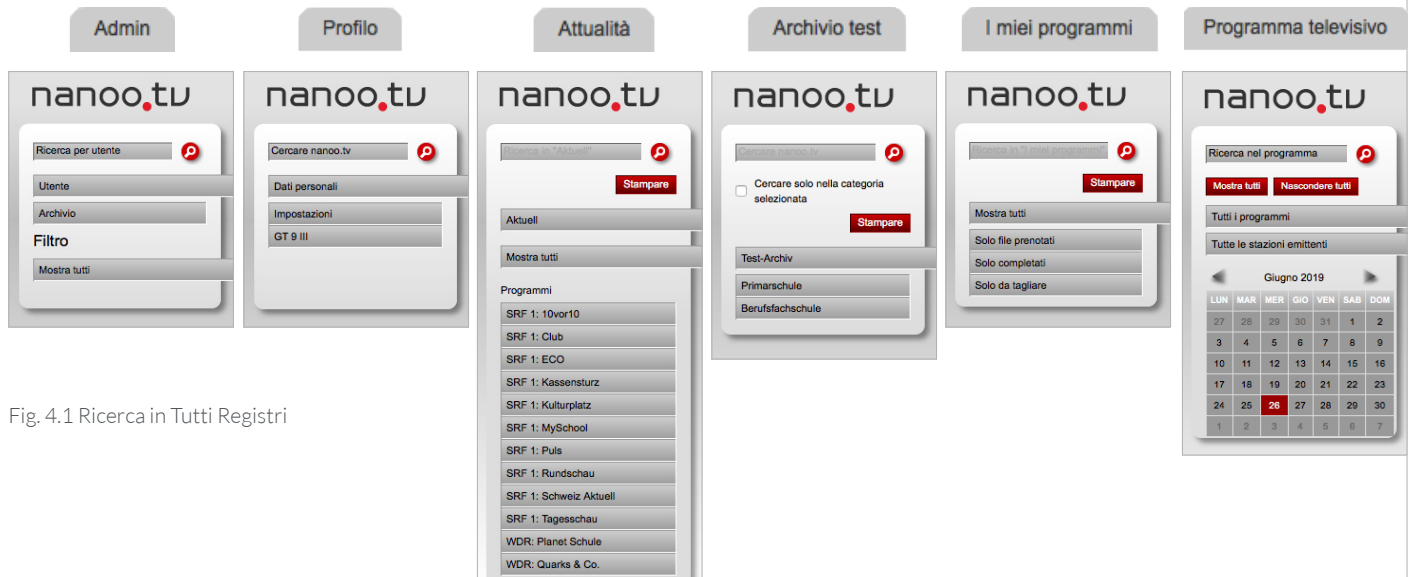 Admin
nanoo.tv
Ricerca per utente
Utente
Archivio
Filtro
Mostra tutti
Profilo
nanoo.tv
Cercare nanoo.tv
Dati personali
Impostazioni
GT 9 III
Attualità
nanoo.tv
Ricerca in "Aktuell"
Stampare
Aktuell
Mostra tutti
Programmi
SRF 1: 10vor10
SRF 1: Club
SRF 1: ECO
SRF 1: Kassensturz
SRF 1: Kulturplatz
SRF 1: MySchool
SRF 1: Puls
SRF 1: Rundschau
SRF 1: Schweiz Aktuell
SRF 1: Tagesschau
WDR: Planet Schule
WDR: Quarks & Co.
Archivio test
nanoo.tv
Cercare nanoo.tv
Cercare solo nella categoria
selezionata
Stampare
Test-Archiv
Primarschule
Berufsfachschule
I miei programmi
nanoo.tv
Ricerca in "I miei programmi"
Stampare
Mostra tutti
Solo file prenotati
Solo completati
Solo da tagliare
Programma televisivo
nanoo.tv
Ricerca nel programma
Mostra tutti Nascondere tutti
Tutti i programmi
Tutte le stazioni emittenti
Giugno 2019
LUN MAR MER GIO VEN SAB DOM
27 28 29 30 31 1 2
3 4 5 6 7 8 9
10 11 12 13 14 15 16
17 18 19 20 21 22 23
24 25 26 27 28 29 30
1 2 3 4 5 6 7
Fig. 4.1 Ricerca in Tutti Registri